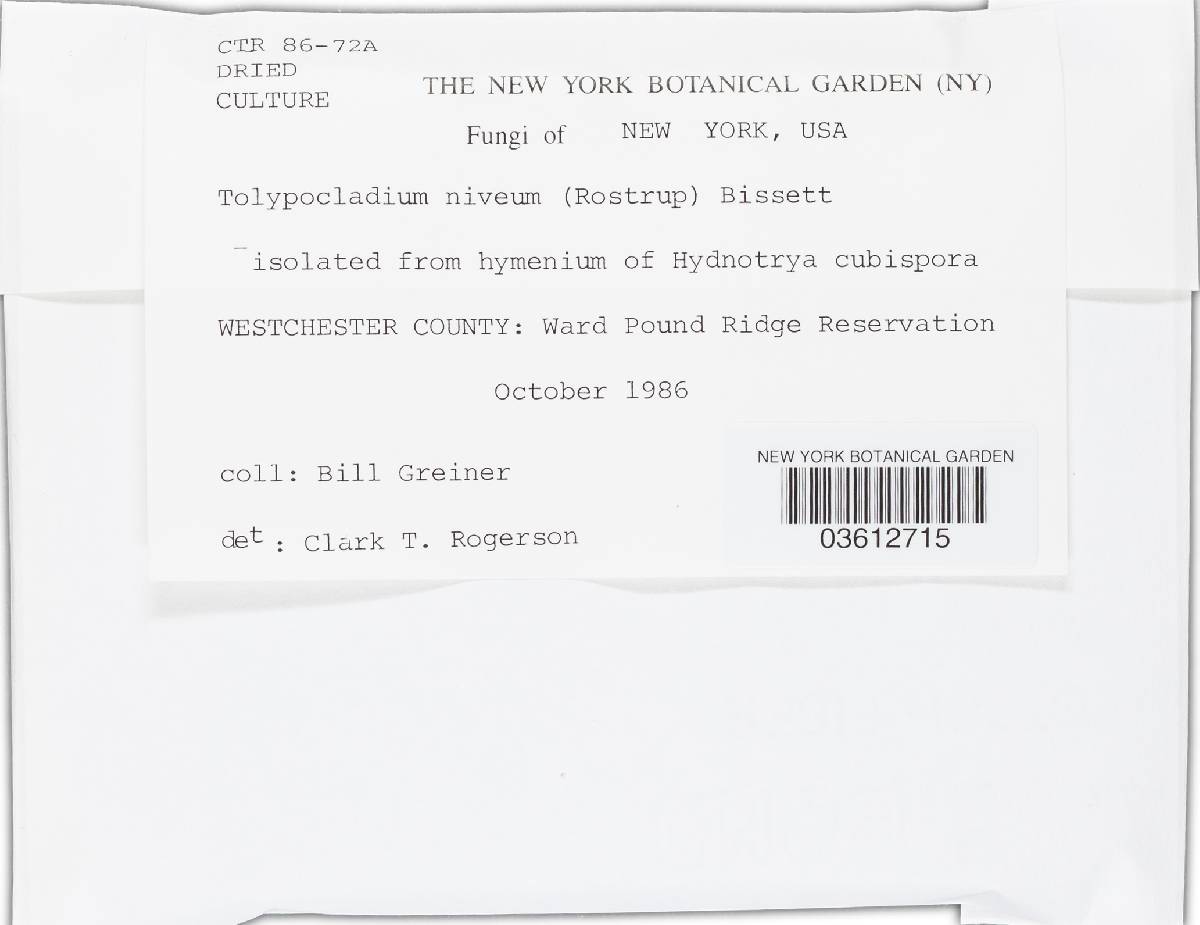 CTR 86-72A
DRIED
CULTURE
THE NEW YORK BOTANICAL GARDEN (NY)
Fungi of NEW YORK, USA
Tolypocladium niveum (Rostrup) Bissett
‾isolated from hymenium of Hydnotrya cubispora
WESTCHESTER COUNTY: Ward Pound Ridge Reservation
October 1986
coll: Bill Greiner
det : Clark T. Rogerson
NEW YORK BOTANICAL GARDEN
03612715